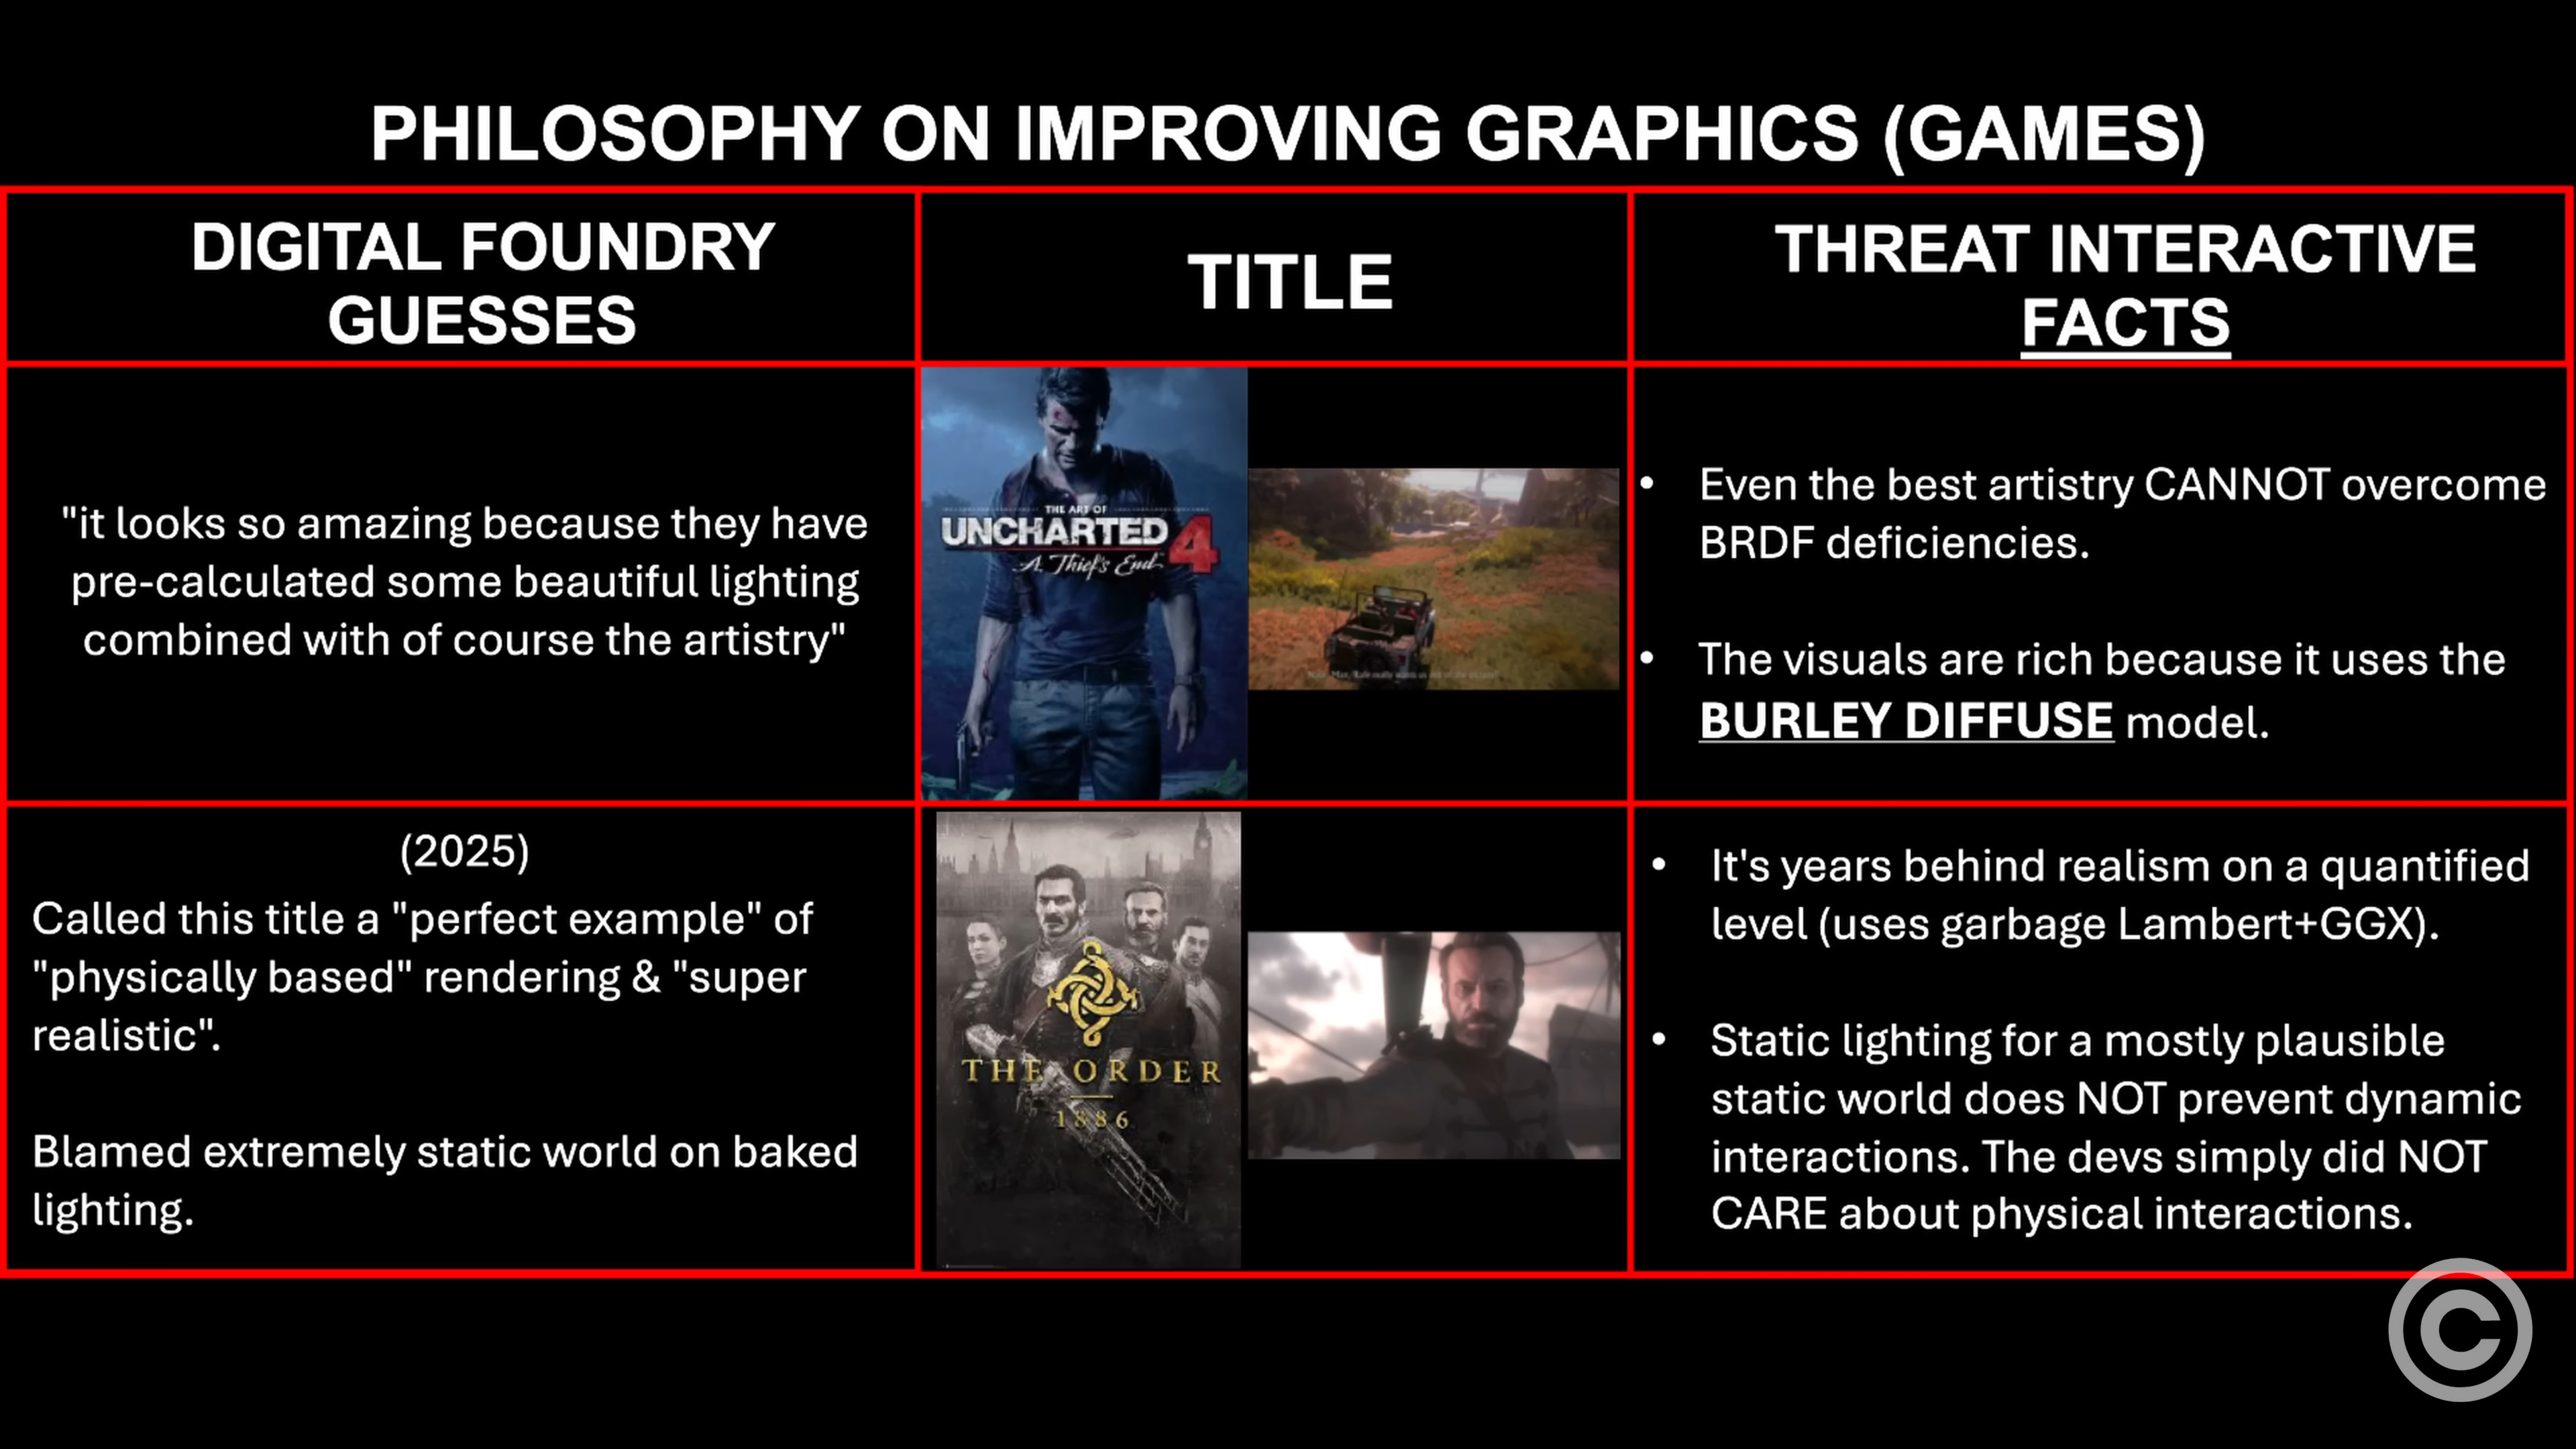 PHILOSOPHY ON IMPROVING GRAPHICS (GAMES)
DIGITAL FOUNDRY
GUESSES
TITLE
THREAT INTERACTIVE
FACTS
"it looks so amazing because they have
pre-calculated some beautiful lighting
combined with of course the artistry"
THE ART OF
UNCHARTED 4
A Thief's End
• Even the best artistry CANNOT overcome
BRDF deficiencies.
• The visuals are rich because it uses the
BURLEY DIFFUSE model.
(2025)
Called this title a "perfect example" of
"physically based" rendering & "super
realistic".
Blamed extremely static world on baked
lighting.
THE ORDER
1886
• It's years behind realism on a quantified
level (uses garbage Lambert+GGX).
• Static lighting for a mostly plausible
static world does NOT prevent dynamic
interactions. The devs simply did NOT
CARE about physical interactions.
©